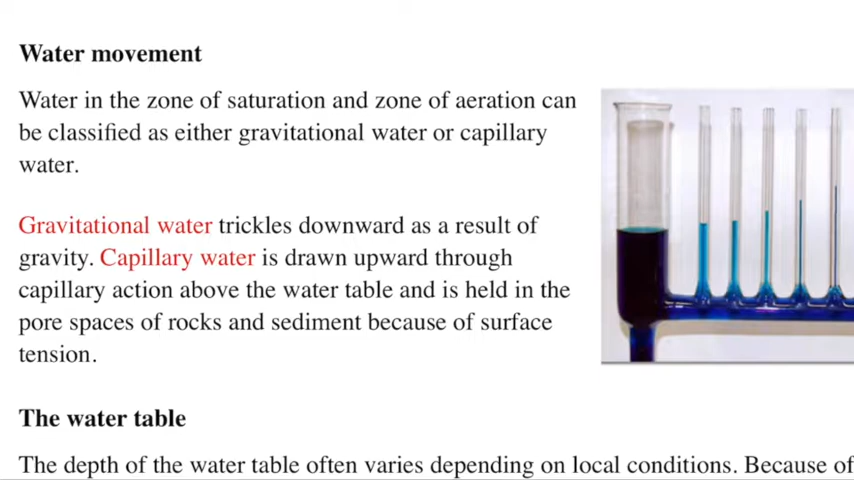 Water movement
Water in the zone of saturation and zone of aeration can
be classified as either gravitational water or capillary
water.
Gravitational water trickles downward as a result of
gravity. Capillary water is drawn upward through
capillary action above the water table and is held in the
pore spaces of rocks and sediment because of surface
tension.
The water table
The depth of the water table often varies depending on local conditions. Because of